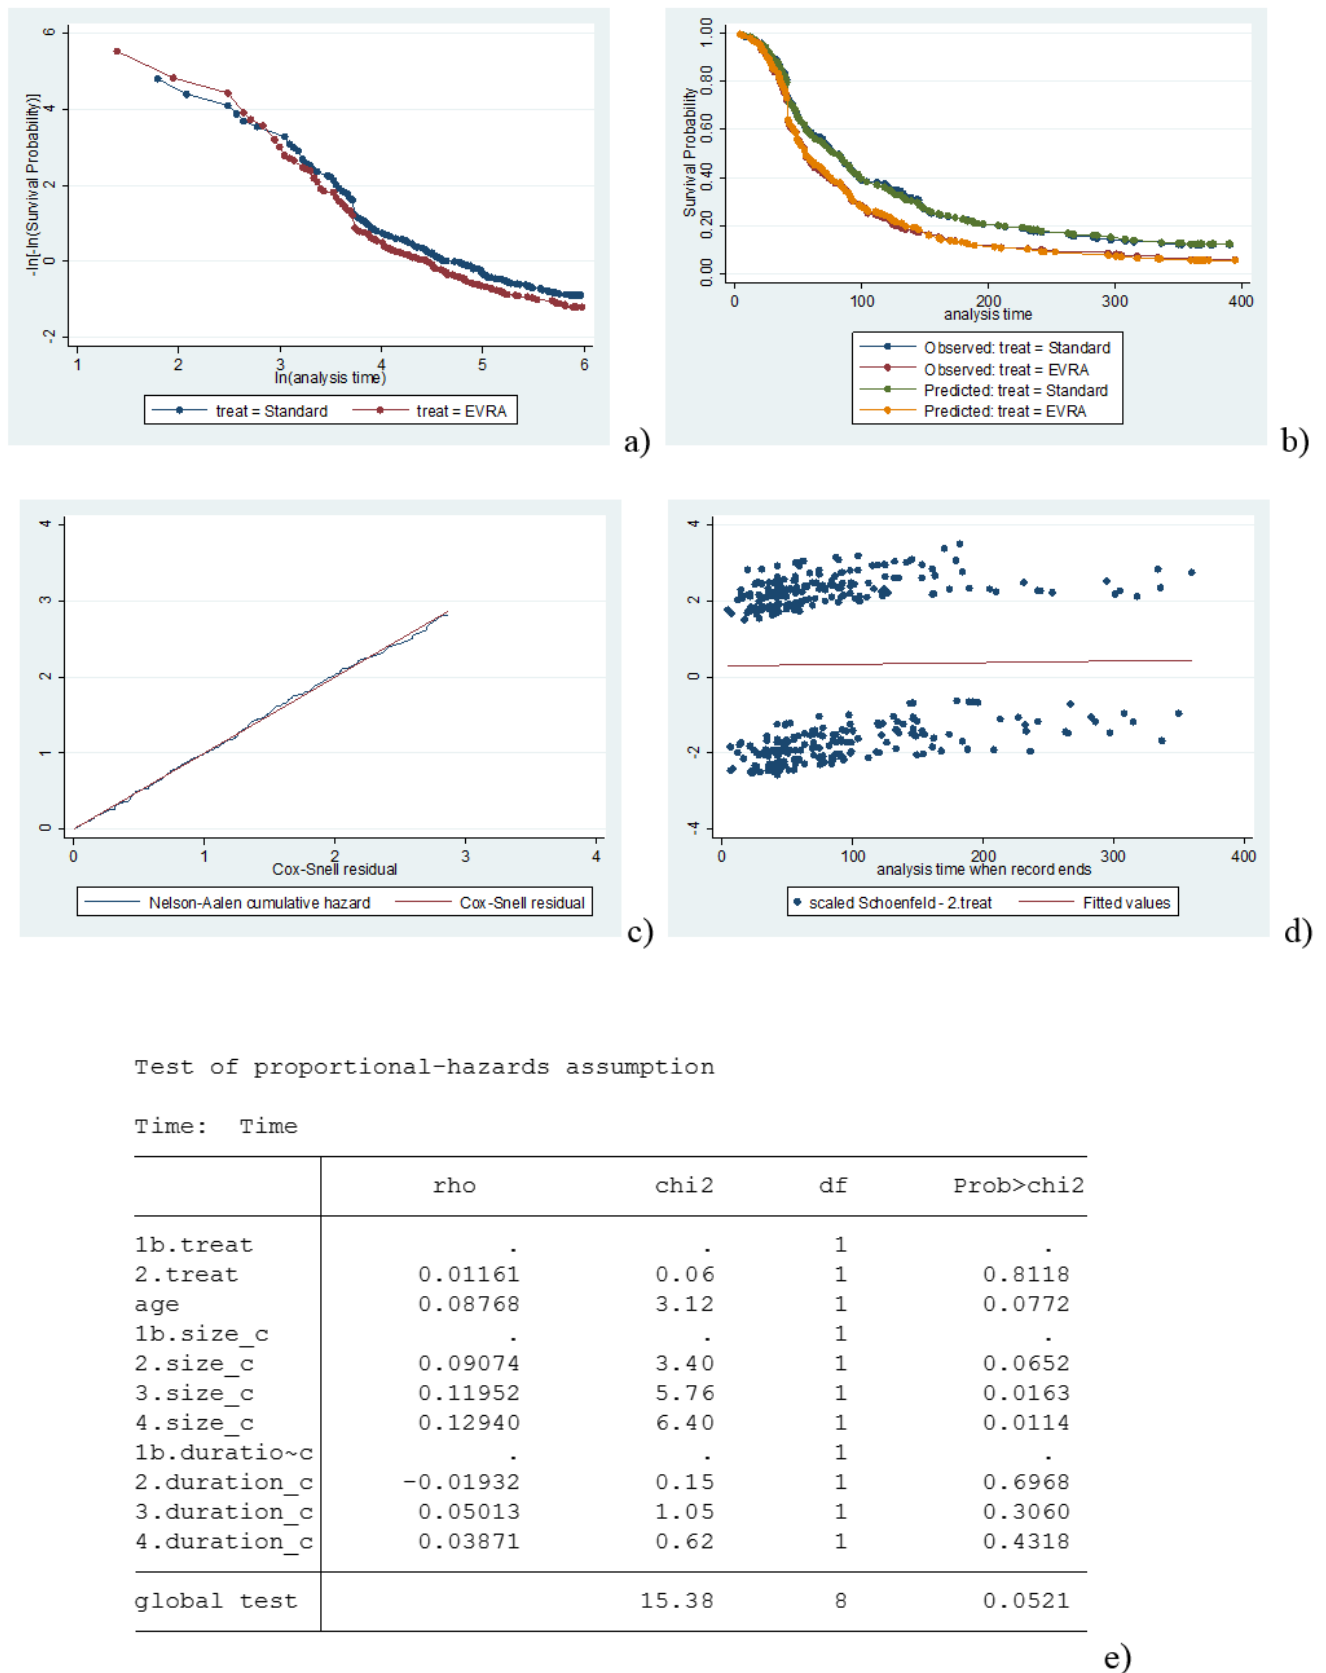 -ln[-ln(Survival Probability)]
6
4
2
0
-2
1 2 3 4 5 6
ln(analysis time)
treat = Standard treat = EVRA
a)
Survival Probability
1.00
0.80
0.60
0.40
0.20
0.00
0 100 200 300 400
analysis time
Observed: treat = Standard
Observed: treat = EVRA
Predicted: treat = Standard
Predicted: treat = EVRA
b)
4
3
2
1
0
0 1 2 3 4
Cox-Snell residual
Nelson-Aalen cumulative hazard Cox-Snell residual
c)
4
2
0
-2
-4
0 100 200 300 400
analysis time when record ends
scaled Schoenfeld - 2.treat Fitted values
d)
Test of proportional-hazards assumption
Time: Time
rho chi2 df Prob>chi2
1b.treat . . 1 .
2.treat 0.01161 0.06 1 0.8118
age 0.08768 3.12 1 0.0772
1b.size_c . . 1 .
2.size_c 0.09074 3.40 1 0.0652
3.size_c 0.11952 5.76 1 0.0163
4.size_c 0.12940 6.40 1 0.0114
1b.duratio~c . . 1 .
2.duration_c -0.01932 0.15 1 0.6968
3.duration_c 0.05013 1.05 1 0.3060
4.duration_c 0.03871 0.62 1 0.4318
global test 15.38 8 0.0521
e)